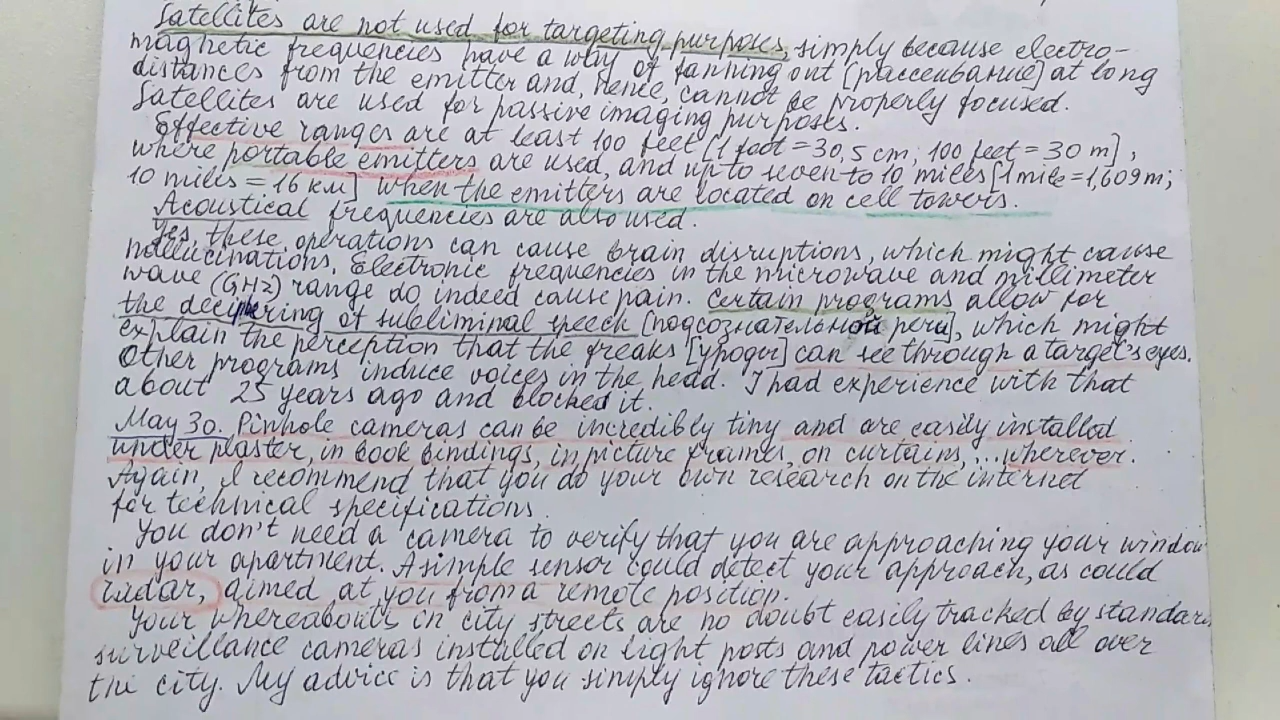 Satellites are not used for targeting purposes, simply because electro-
magnetic frequencies have a way of fanning out [рассеивание] at long
distances from the emitter and, hence, cannot be properly focused.
Satellites are used for passive imaging purposes.
Effective ranges are at least 100 feet [1 foot = 30,5 cm; 100 feet = 30 m],
where portable emitters are used, and up to seven to 10 miles [1 mile = 1,609 m;
10 miles = 16 km] when the emitters are located on cell towers.
Acoustical frequencies are also used.
Yes, these operations can cause brain disruptions, which might cause
hallucinations. Electronic frequencies in the microwave and millimeter
wave (GHz) range do indeed cause pain. Certain programs allow for
the deciphering of subliminal speech [подсознательной речи], which might
explain the perception that the freaks [уроды] can see through a target's eyes.
Other programs induce voices in the head. I had experience with that
about 25 years ago and blocked it.
May 30. Pinhole cameras can be incredibly tiny and are easily installed
under plaster, in book bindings, in picture frames, on curtains, ... wherever.
Again, I recommend that you do your own research on the internet
for technical specifications.
You don't need a camera to verify that you are approaching your window
in your apartment. A simple sensor could detect your approach, as could
radar, aimed at you from a remote position.
Your whereabouts in city streets are no doubt easily tracked by standard
surveillance cameras installed on light posts and power lines all over
the city. My advice is that you simply ignore these tactics.